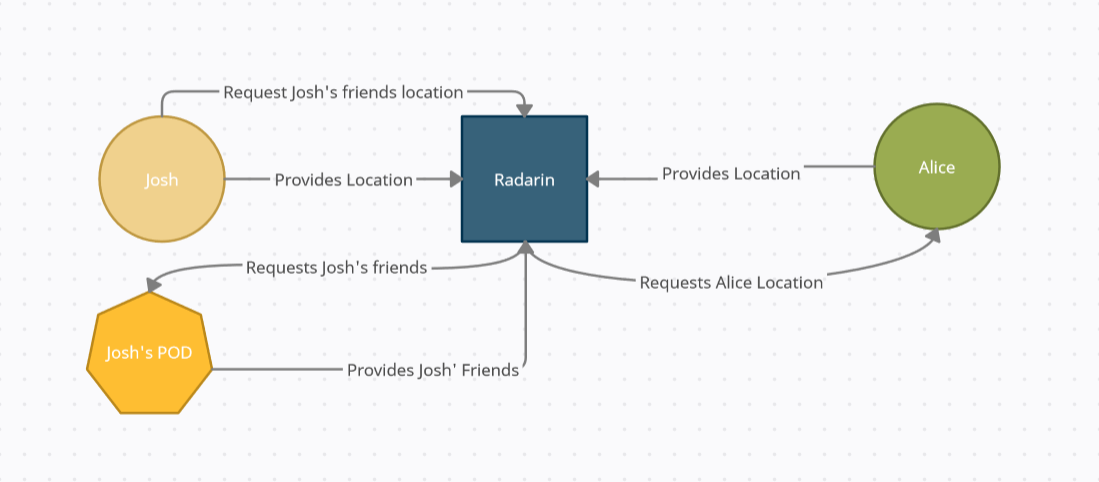 Request Josh's friends location
Josh
Provides Location
Radarin
Provides Location
Alice
Requests Josh's friends
Requests Alice Location
Josh's POD
Provides Josh' Friends